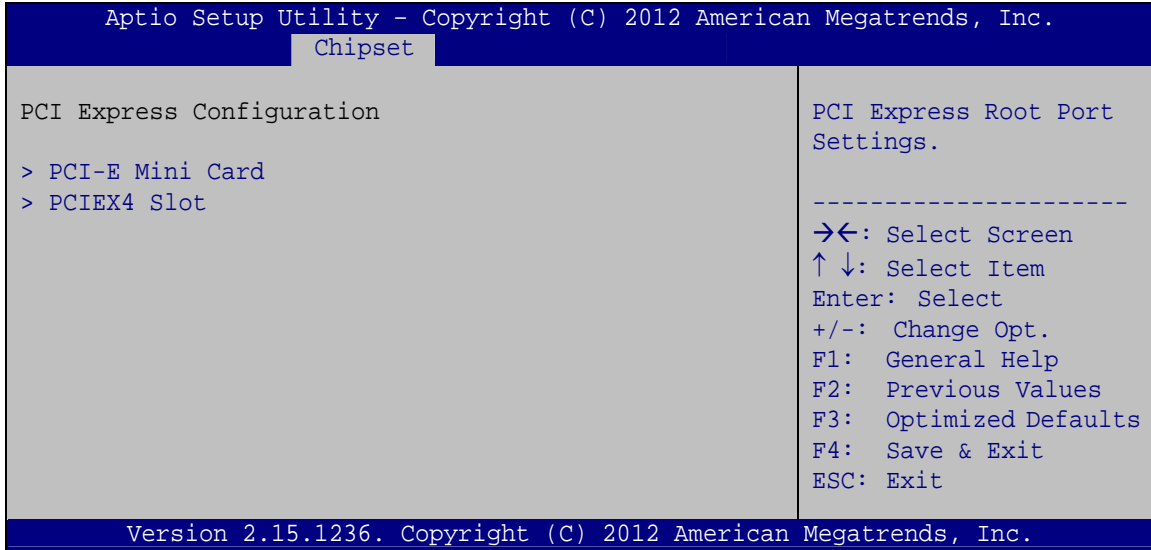 Aptio Setup Utility – Copyright (C) 2012 American Megatrends, Inc.
Chipset
PCI Express Configuration
> PCI-E Mini Card
> PCIEX4 Slot
PCI Express Root Port
Settings.
----------------------
→←: Select Screen
↑ ↓: Select Item
Enter: Select
+/-: Change Opt.
F1: General Help
F2: Previous Values
F3: Optimized Defaults
F4: Save & Exit
ESC: Exit
Version 2.15.1236. Copyright (C) 2012 American Megatrends, Inc.